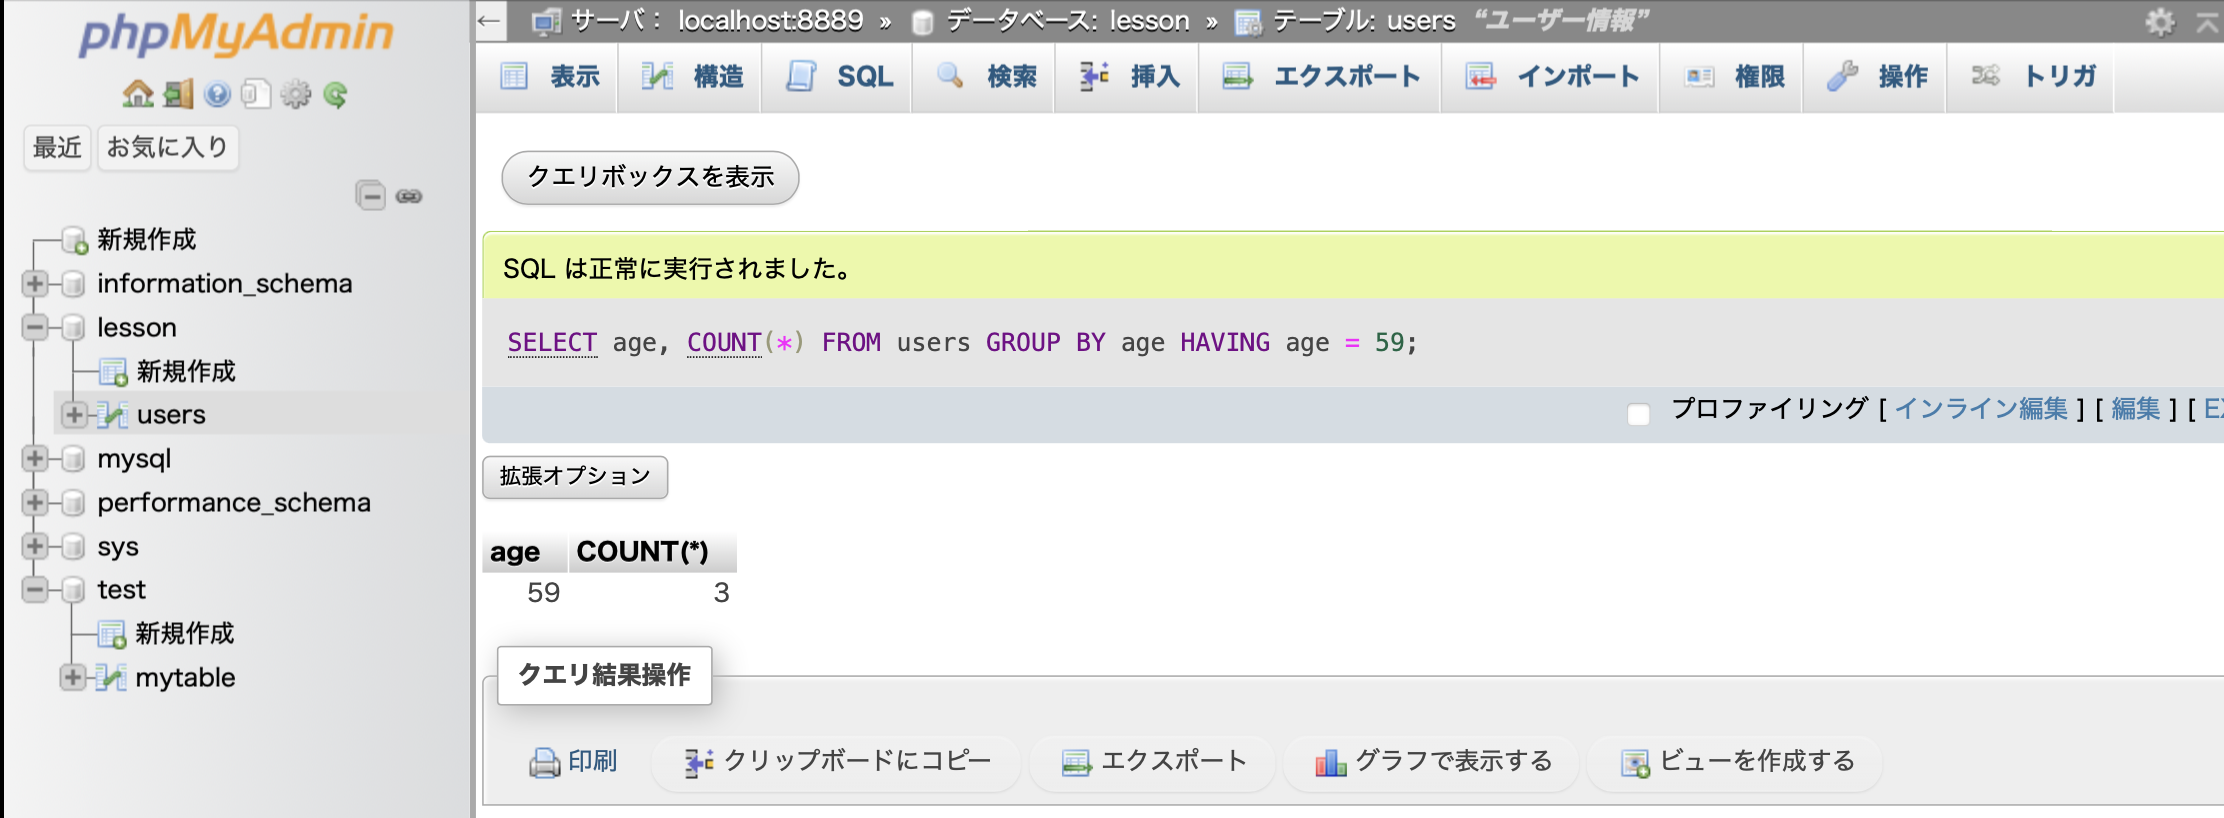 phpMyAdmin
最近 お気に入り
新規作成
information_schema
lesson
新規作成
users
mysql
performance_schema
sys
test
新規作成
mytable
← サーバ: localhost:8889 » データベース: lesson » テーブル: users “ユーザー情報”
表示 構造 SQL 検索 挿入 エクスポート インポート 権限 操作 トリガ
クエリボックスを表示
SQL は正常に実行されました。
SELECT age, COUNT(*) FROM users GROUP BY age HAVING age = 59;
プロファイリング [ インライン編集 ] [ 編集 ] [
拡張オプション
age COUNT(*)
59 3
クエリ結果操作
印刷 クリップボードにコピー エクスポート グラフで表示する ビューを作成する